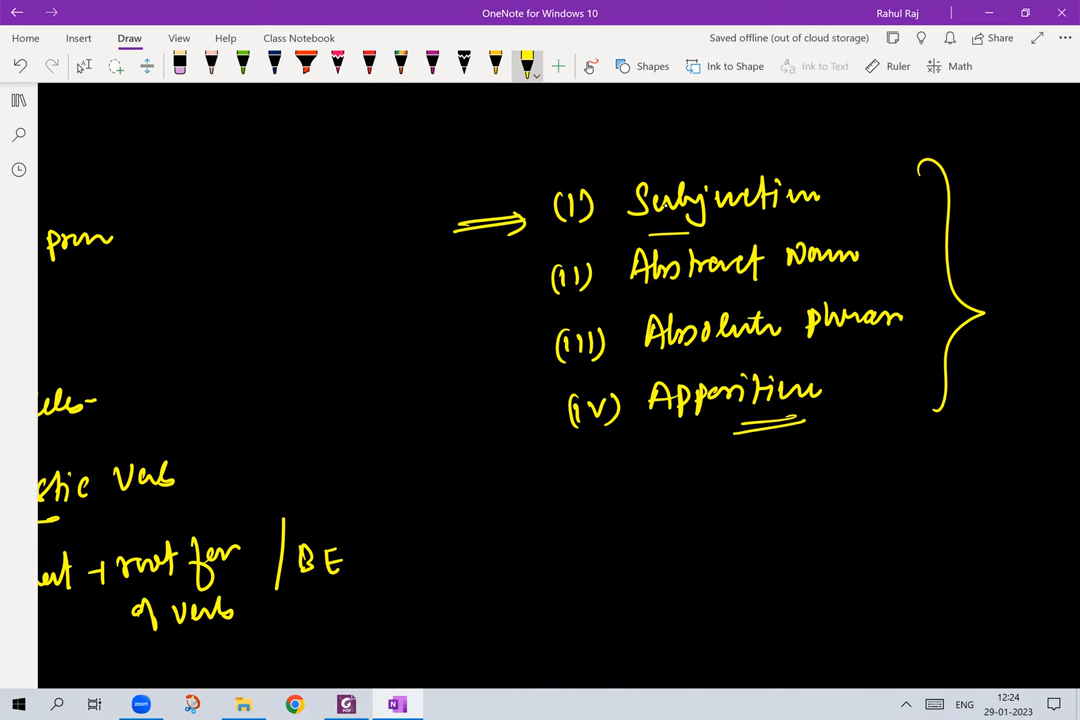 OneNote for Windows 10
Rahul Raj
Home Insert Draw View Help Class Notebook
Saved offline (out of cloud storage)
Share
Shapes Ink to Shape Ink to Text Ruler Math
(I) Subjunction
(II) Abstract Noun
(III) Absolute phrase
(IV) Apposition
pron
stic Verb
+ root for / BE
of verb
ENG
12:24
29-01-2023